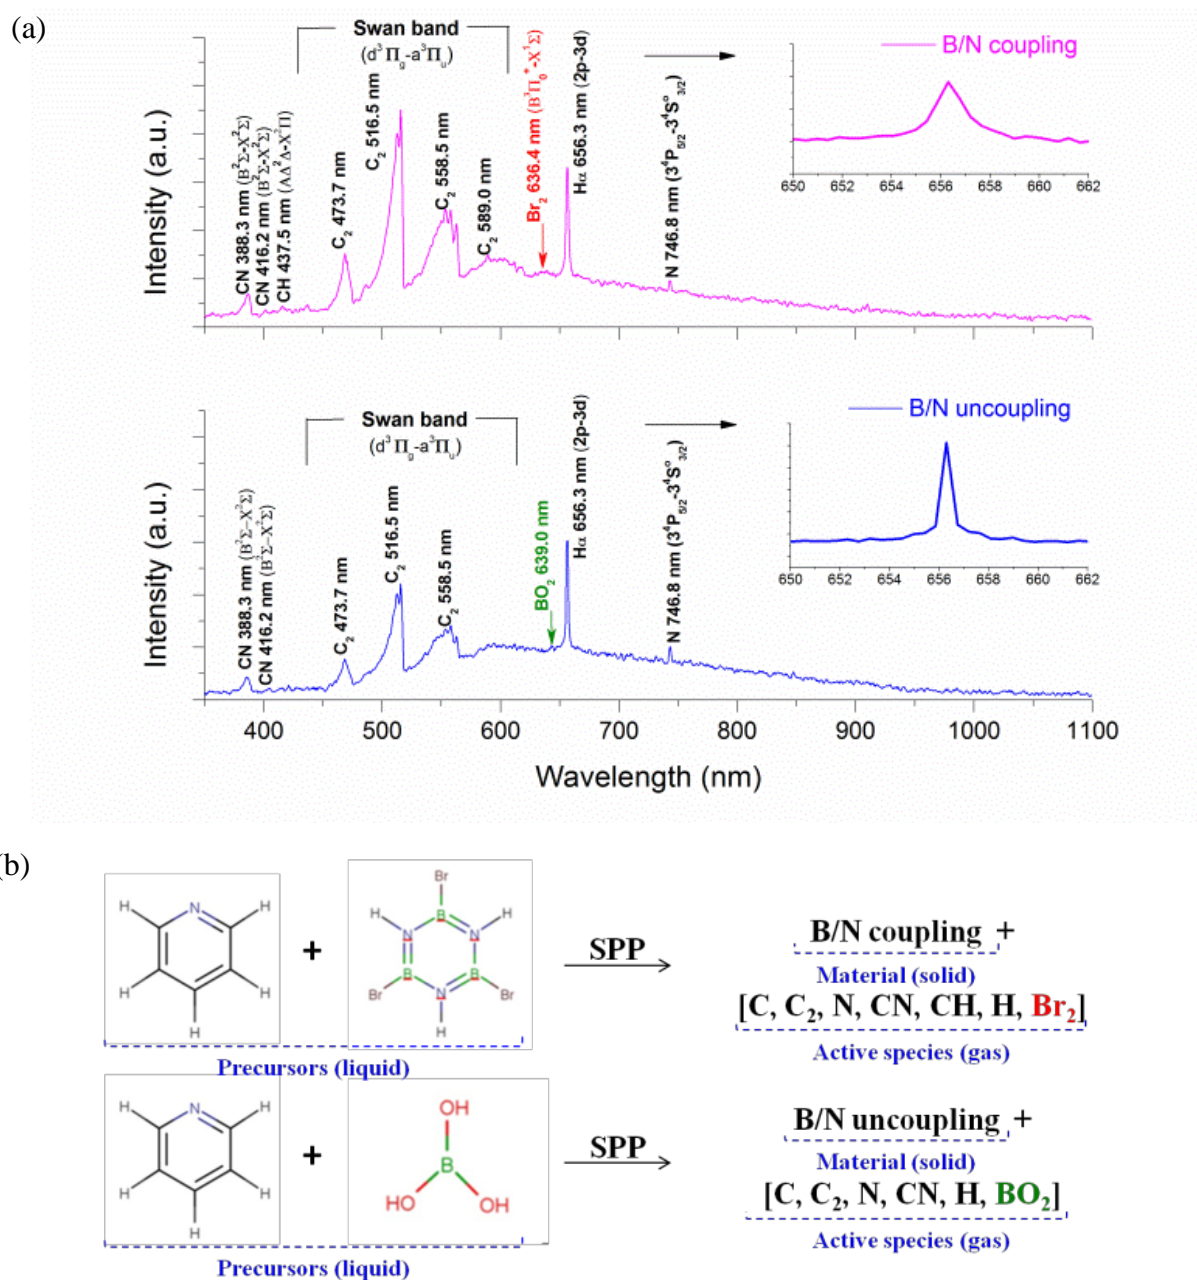 (a)
Swan band
(d³Π_g-a³Π_u)
B/N coupling
Intensity (a.u.)
CN 388.3 nm (B²Σ-X²Σ)
CN 416.2 nm (B²Σ-X²Σ)
CH 437.5 nm (AΔ²Δ-X²Π)
C₂ 473.7 nm
C₂ 516.5 nm
C₂ 558.5 nm
C₂ 589.0 nm
Br₂ 636.4 nm (B³Π₀⁺-X¹Σ)
Hα 656.3 nm (2p-3d)
N 746.8 nm (3⁴P₅/₂-3⁴S°₃/₂)
650 652 654 656 658 660 662
Swan band
(d³Π_g-a³Π_u)
B/N uncoupling
Intensity (a.u.)
CN 388.3 nm (B²Σ-X²Σ)
CN 416.2 nm (B²Σ-X²Σ)
C₂ 473.7 nm
C₂ 516.5 nm
C₂ 558.5 nm
BO₂ 639.0 nm
Hα 656.3 nm (2p-3d)
N 746.8 nm (3⁴P₅/₂-3⁴S°₃/₂)
650 652 654 656 658 660 662
400 500 600 700 800 900 1000 1100
Wavelength (nm)
(b)
H N H
H H
H
+
Br
H B H
N N
B B
Br N Br
H
SPP
B/N coupling +
Material (solid)
[C, C₂, N, CN, CH, H, Br₂]
Active species (gas)
Precursors (liquid)
H N H
H H
H
+
OH
B
HO OH
SPP
B/N uncoupling +
Material (solid)
[C, C₂, N, CN, H, BO₂]
Active species (gas)
Precursors (liquid)